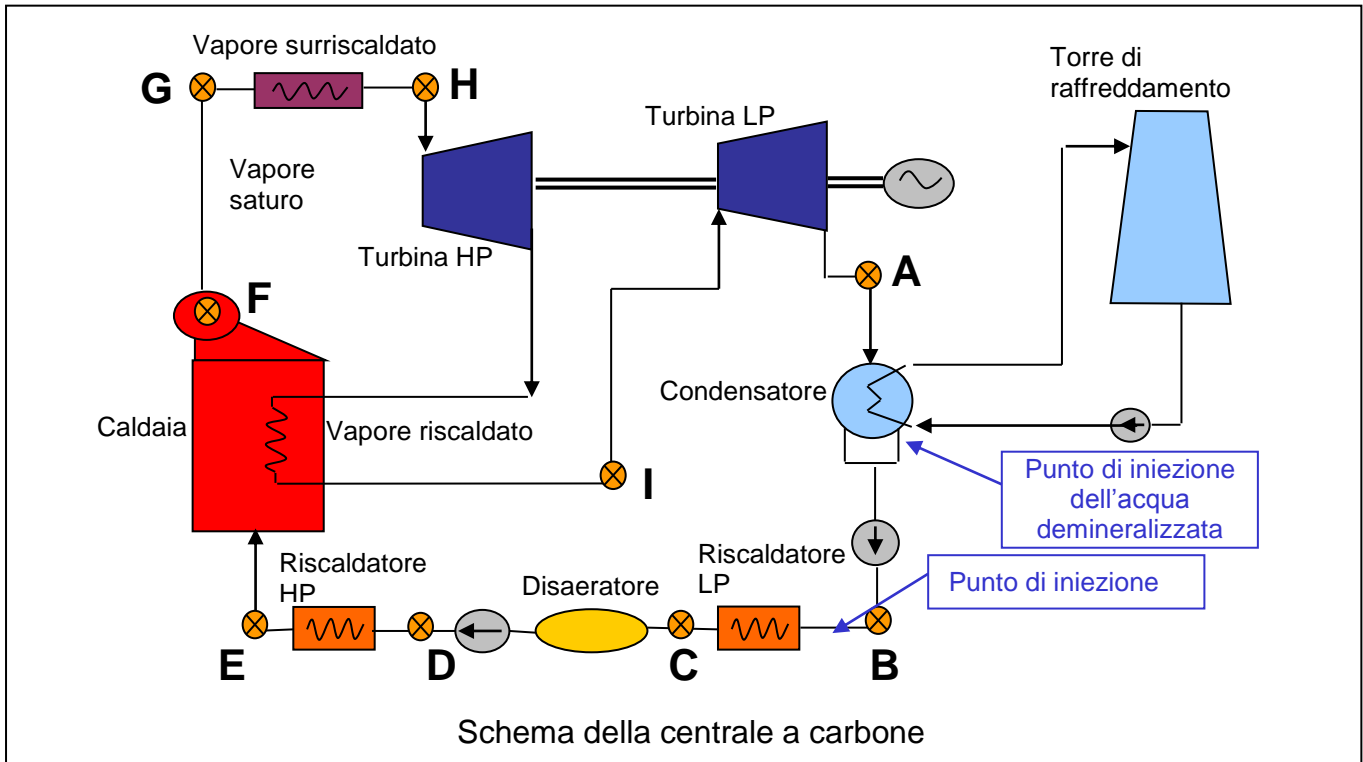 Vapore surriscaldato
G
H
Torre di
raffreddamento
Turbina LP
Vapore
saturo
Turbina HP
A
F
Condensatore
Caldaia
Vapore riscaldato
I
Punto di iniezione
dell'acqua
demineralizzata
Riscaldatore
HP
Disaeratore
Riscaldatore
LP
Punto di iniezione
E
D
C
B
Schema della centrale a carbone